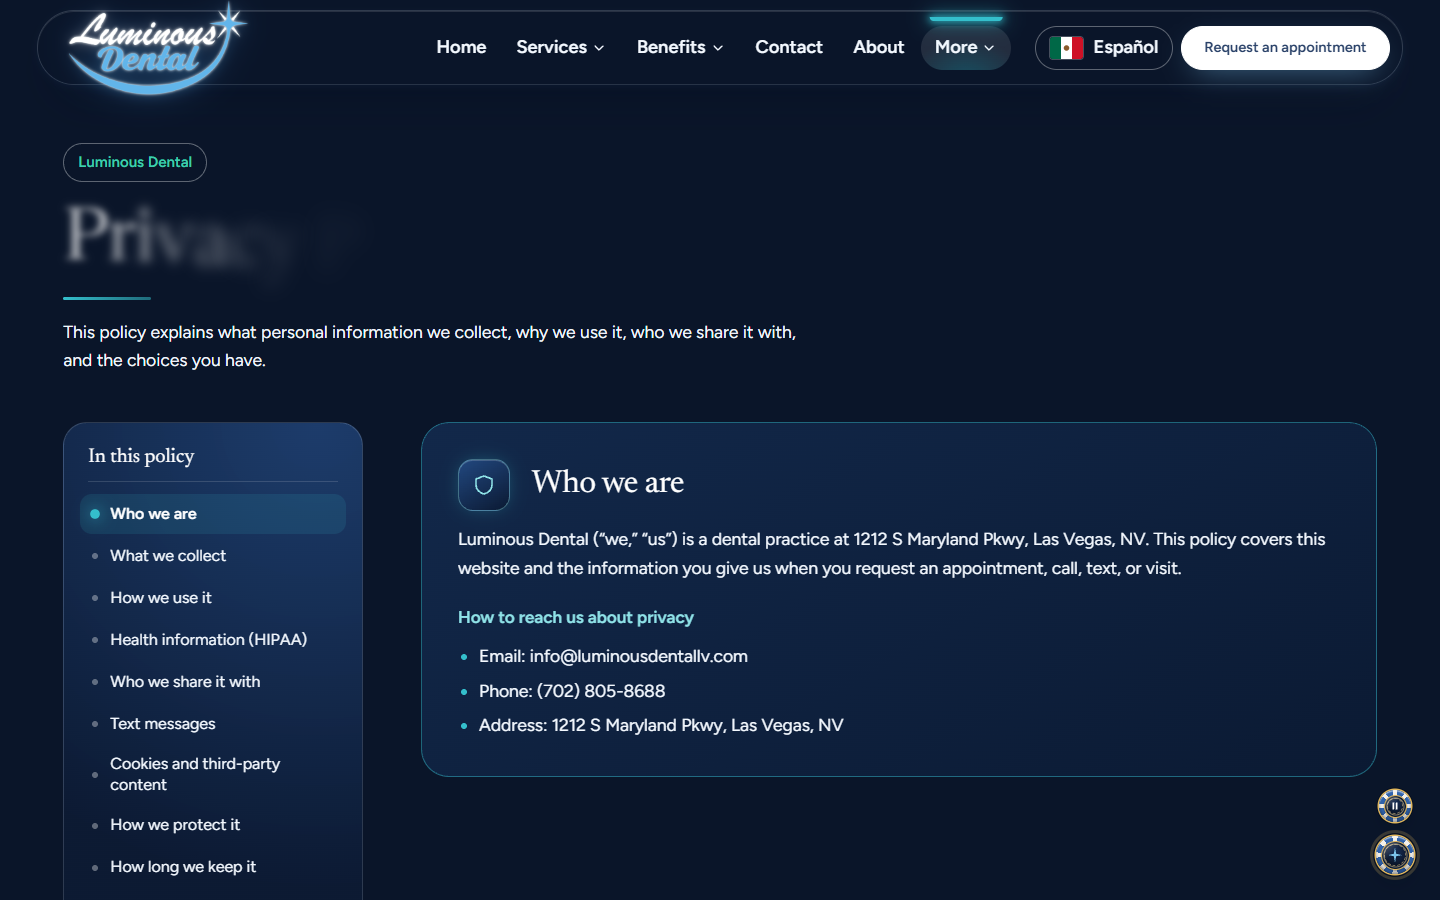 Luminous
Dental
Home
Services
Benefits
Contact
About
More
Español
Request an appointment
Luminous Dental
Privacy
This policy explains what personal information we collect, why we use it, who we share it with,
and the choices you have.
In this policy
Who we are
What we collect
How we use it
Health information (HIPAA)
Who we share it with
Text messages
Cookies and third-party
content
How we protect it
How long we keep it
Who we are
Luminous Dental (“we,” “us”) is a dental practice at 1212 S Maryland Pkwy, Las Vegas, NV. This policy covers this
website and the information you give us when you request an appointment, call, text, or visit.
How to reach us about privacy
Email: info@luminousdentallv.com
Phone: (702) 805-8688
Address: 1212 S Maryland Pkwy, Las Vegas, NV